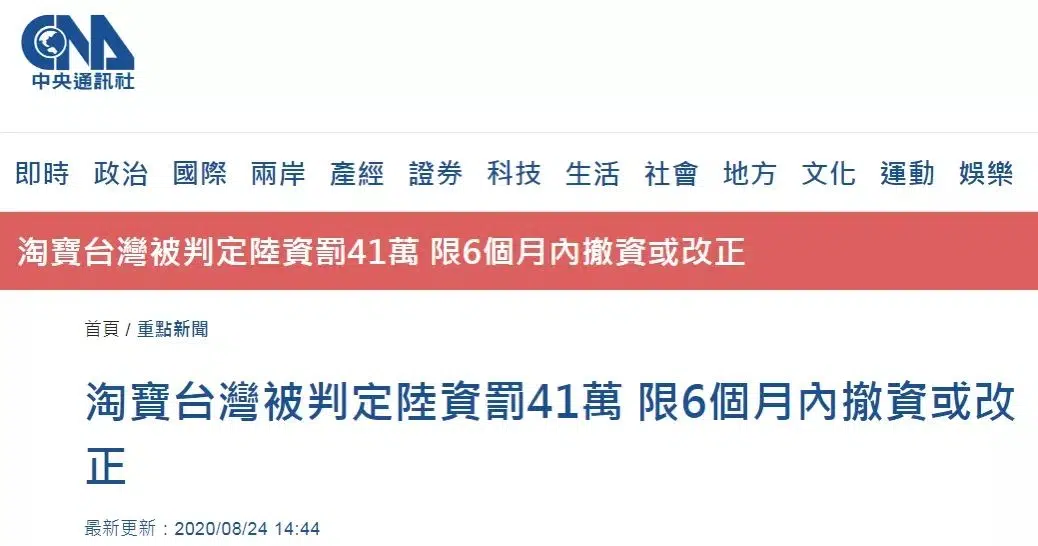 CNA
中央通訊社
即時 政治 國際 兩岸 產經 證券 科技 生活 社會 地方 文化 運動 娛樂
淘寶台灣被判定陸資罰41萬 限6個月內撤資或改正
首頁 / 重點新聞
淘寶台灣被判定陸資罰41萬 限6個月內撤資或改
正
最新更新：2020/08/24 14:44